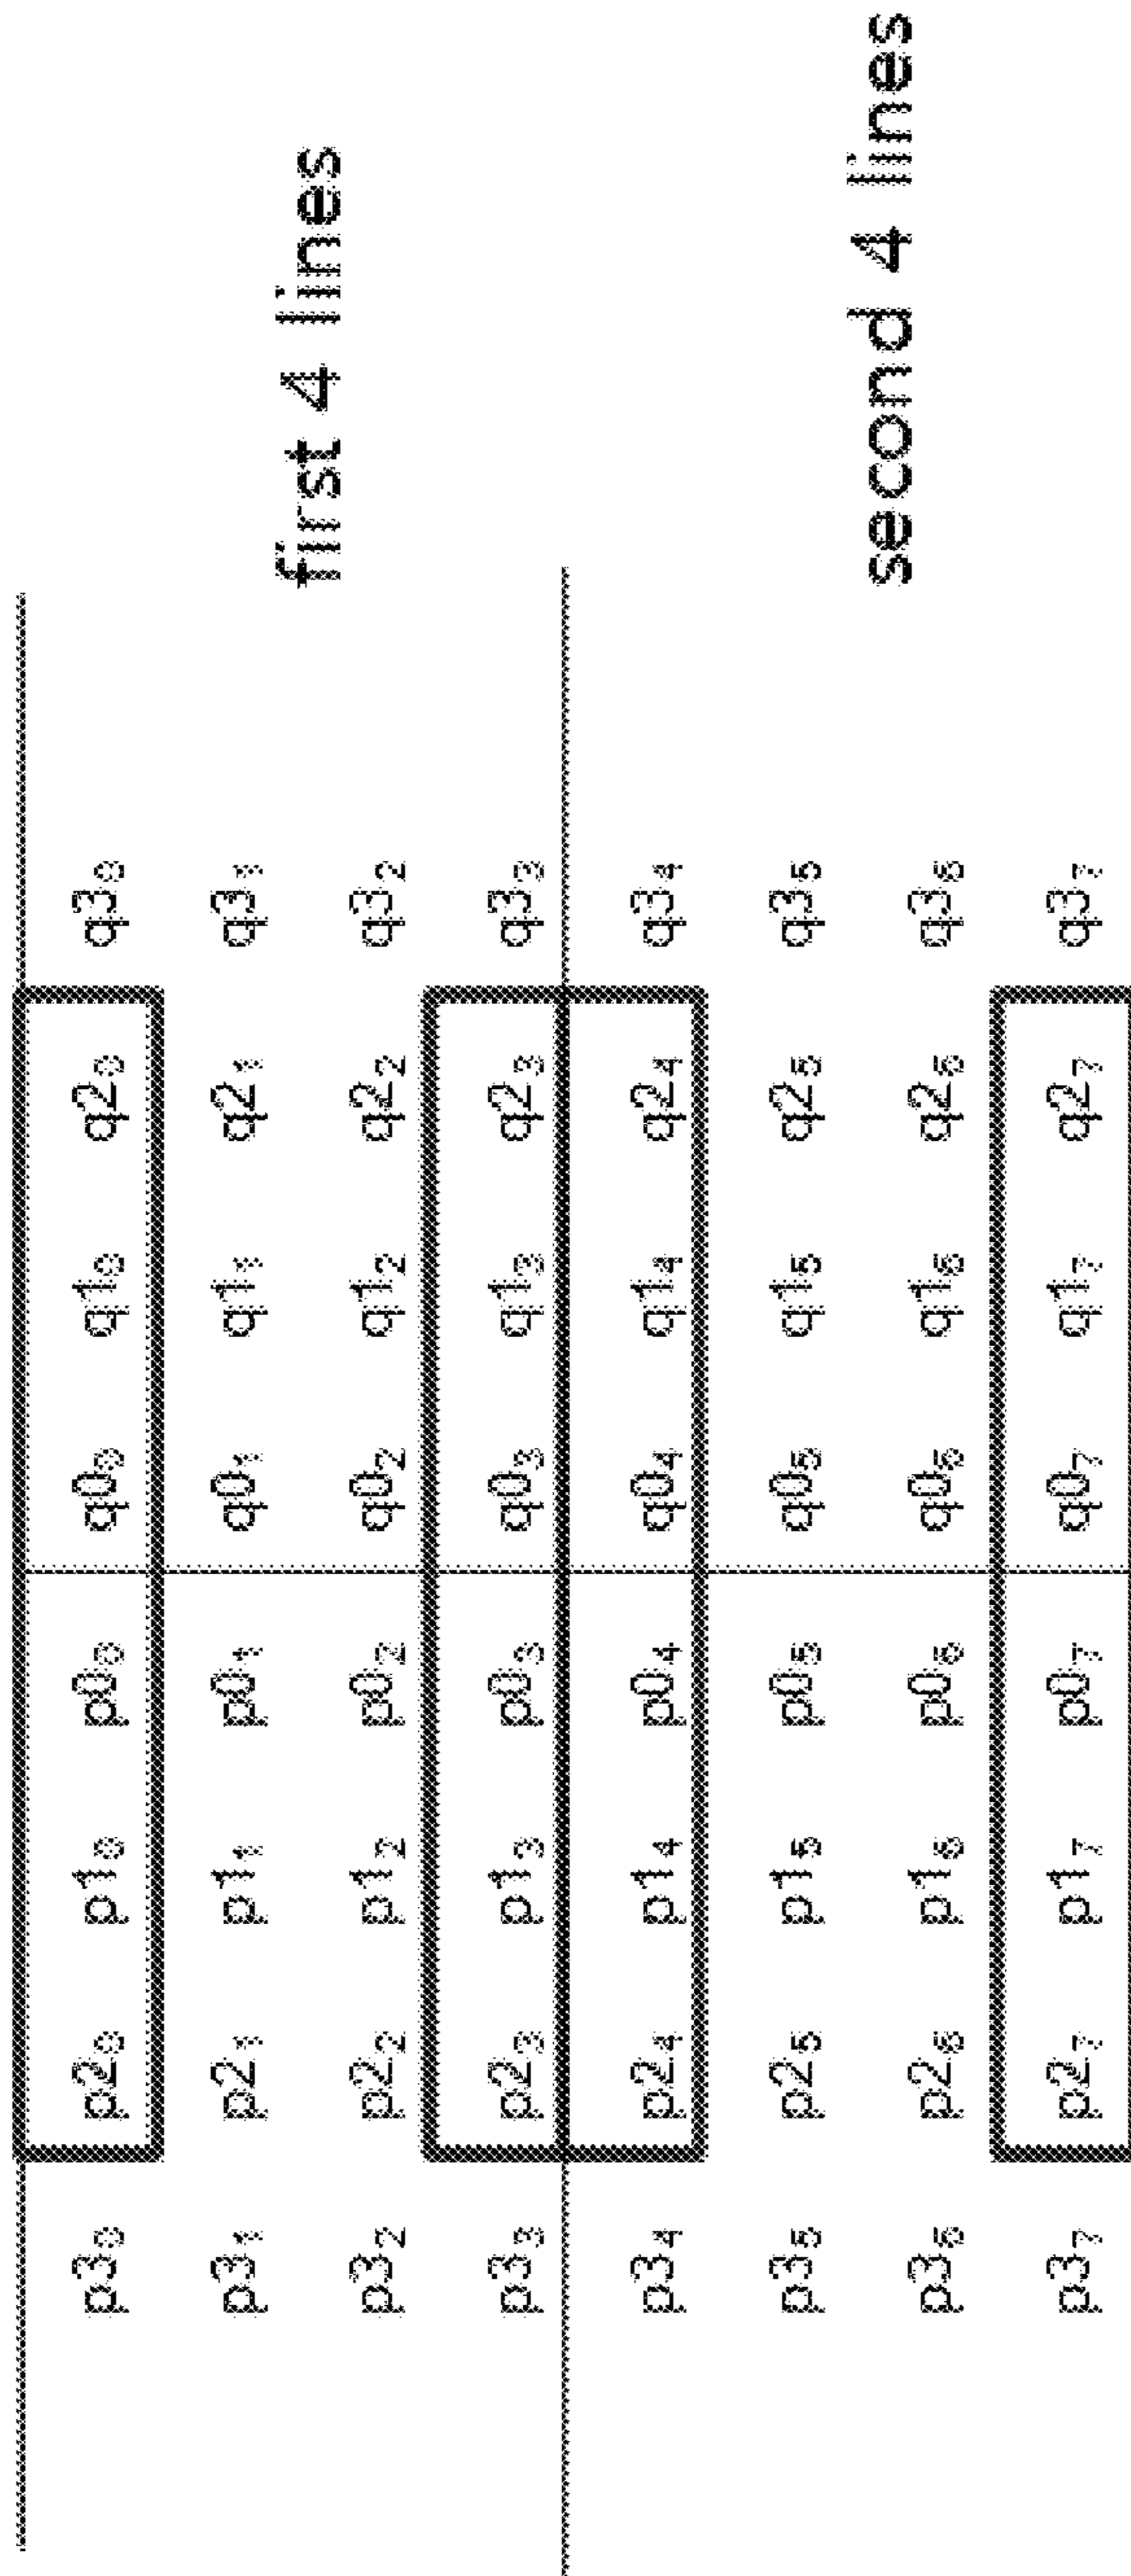 p3₀ p2₀ p1₀ p0₀ q0₀ q1₀ q2₀ q3₀
p3₁ p2₁ p1₁ p0₁ q0₁ q1₁ q2₁ q3₁
first 4 lines
p3₂ p2₂ p1₂ p0₂ q0₂ q1₂ q2₂ q3₂
p3₃ p2₃ p1₃ p0₃ q0₃ q1₃ q2₃ q3₃
p3₄ p2₄ p1₄ p0₄ q0₄ q1₄ q2₄ q3₄
p3₅ p2₅ p1₅ p0₅ q0₅ q1₅ q2₅ q3₅
second 4 lines
p3₆ p2₆ p1₆ p0₆ q0₆ q1₆ q2₆ q3₆
p3₇ p2₇ p1₇ p0₇ q0₇ q1₇ q2₇ q3₇